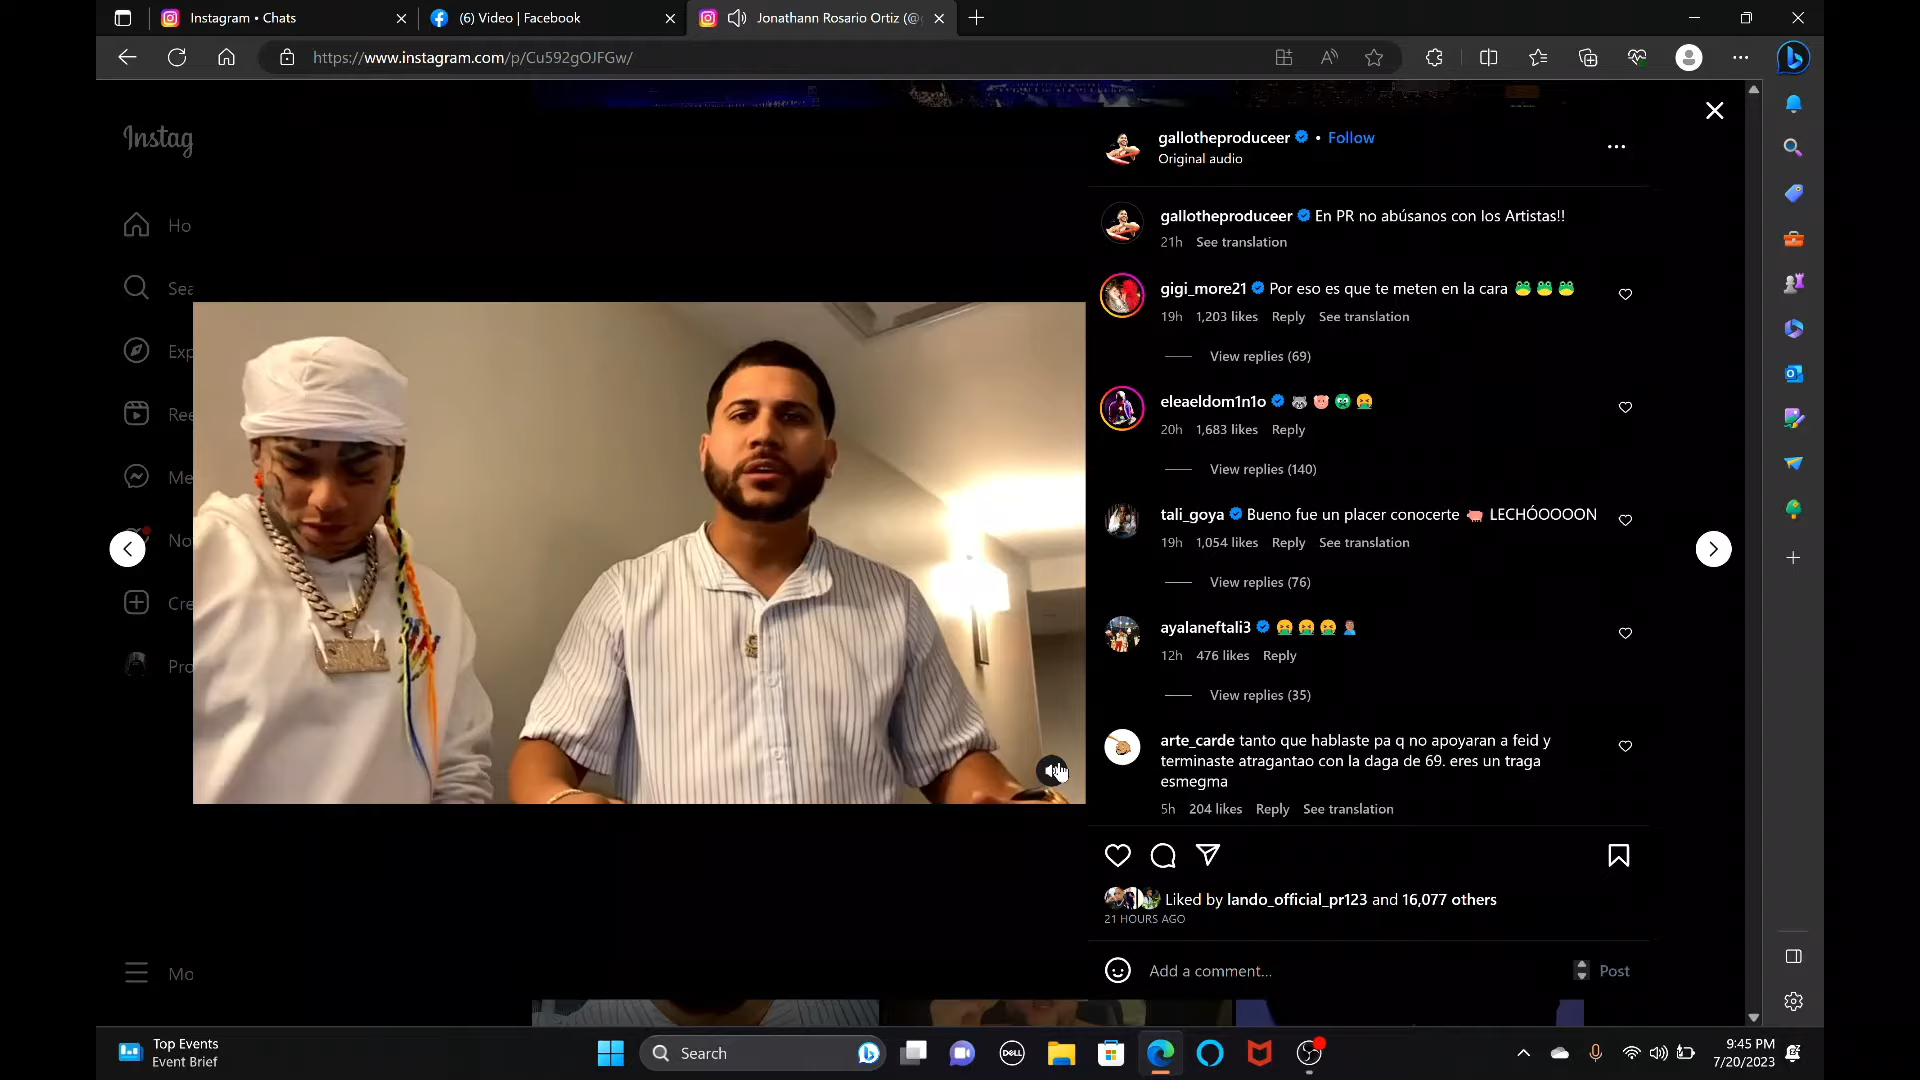 Instagram • Chats
(6) Video | Facebook
Jonathann Rosario Ortiz (@
https://www.instagram.com/p/Cu592gOJFGw/
Instag
Ho
Sea
Exp
Ree
Me
No
Cre
Pro
Mo
gallotheproduceer • Follow
Original audio
gallotheproduceer En PR no abúsanos con los Artistas!!
21h See translation
gigi_more21 Por eso es que te meten en la cara 🐸🐸🐸
19h 1,203 likes Reply See translation
View replies (69)
eleaeldom1n1o 🦝🐷🤢🤮
20h 1,683 likes Reply
View replies (140)
tali_goya Bueno fue un placer conocerte 🐖 LECHÓOOOON
19h 1,054 likes Reply See translation
View replies (76)
ayalaneftali3 🤮🤮🤮🤦🏽‍♂️
12h 476 likes Reply
View replies (35)
arte_carde tanto que hablaste pa q no apoyaran a feid y
terminaste atragantao con la daga de 69. eres un traga
esmegma
5h 204 likes Reply See translation
Liked by lando_official_pr123 and 16,077 others
21 HOURS AGO
Add a comment...
Post
Top Events
Event Brief
Search
DELL
9:45 PM
7/20/2023